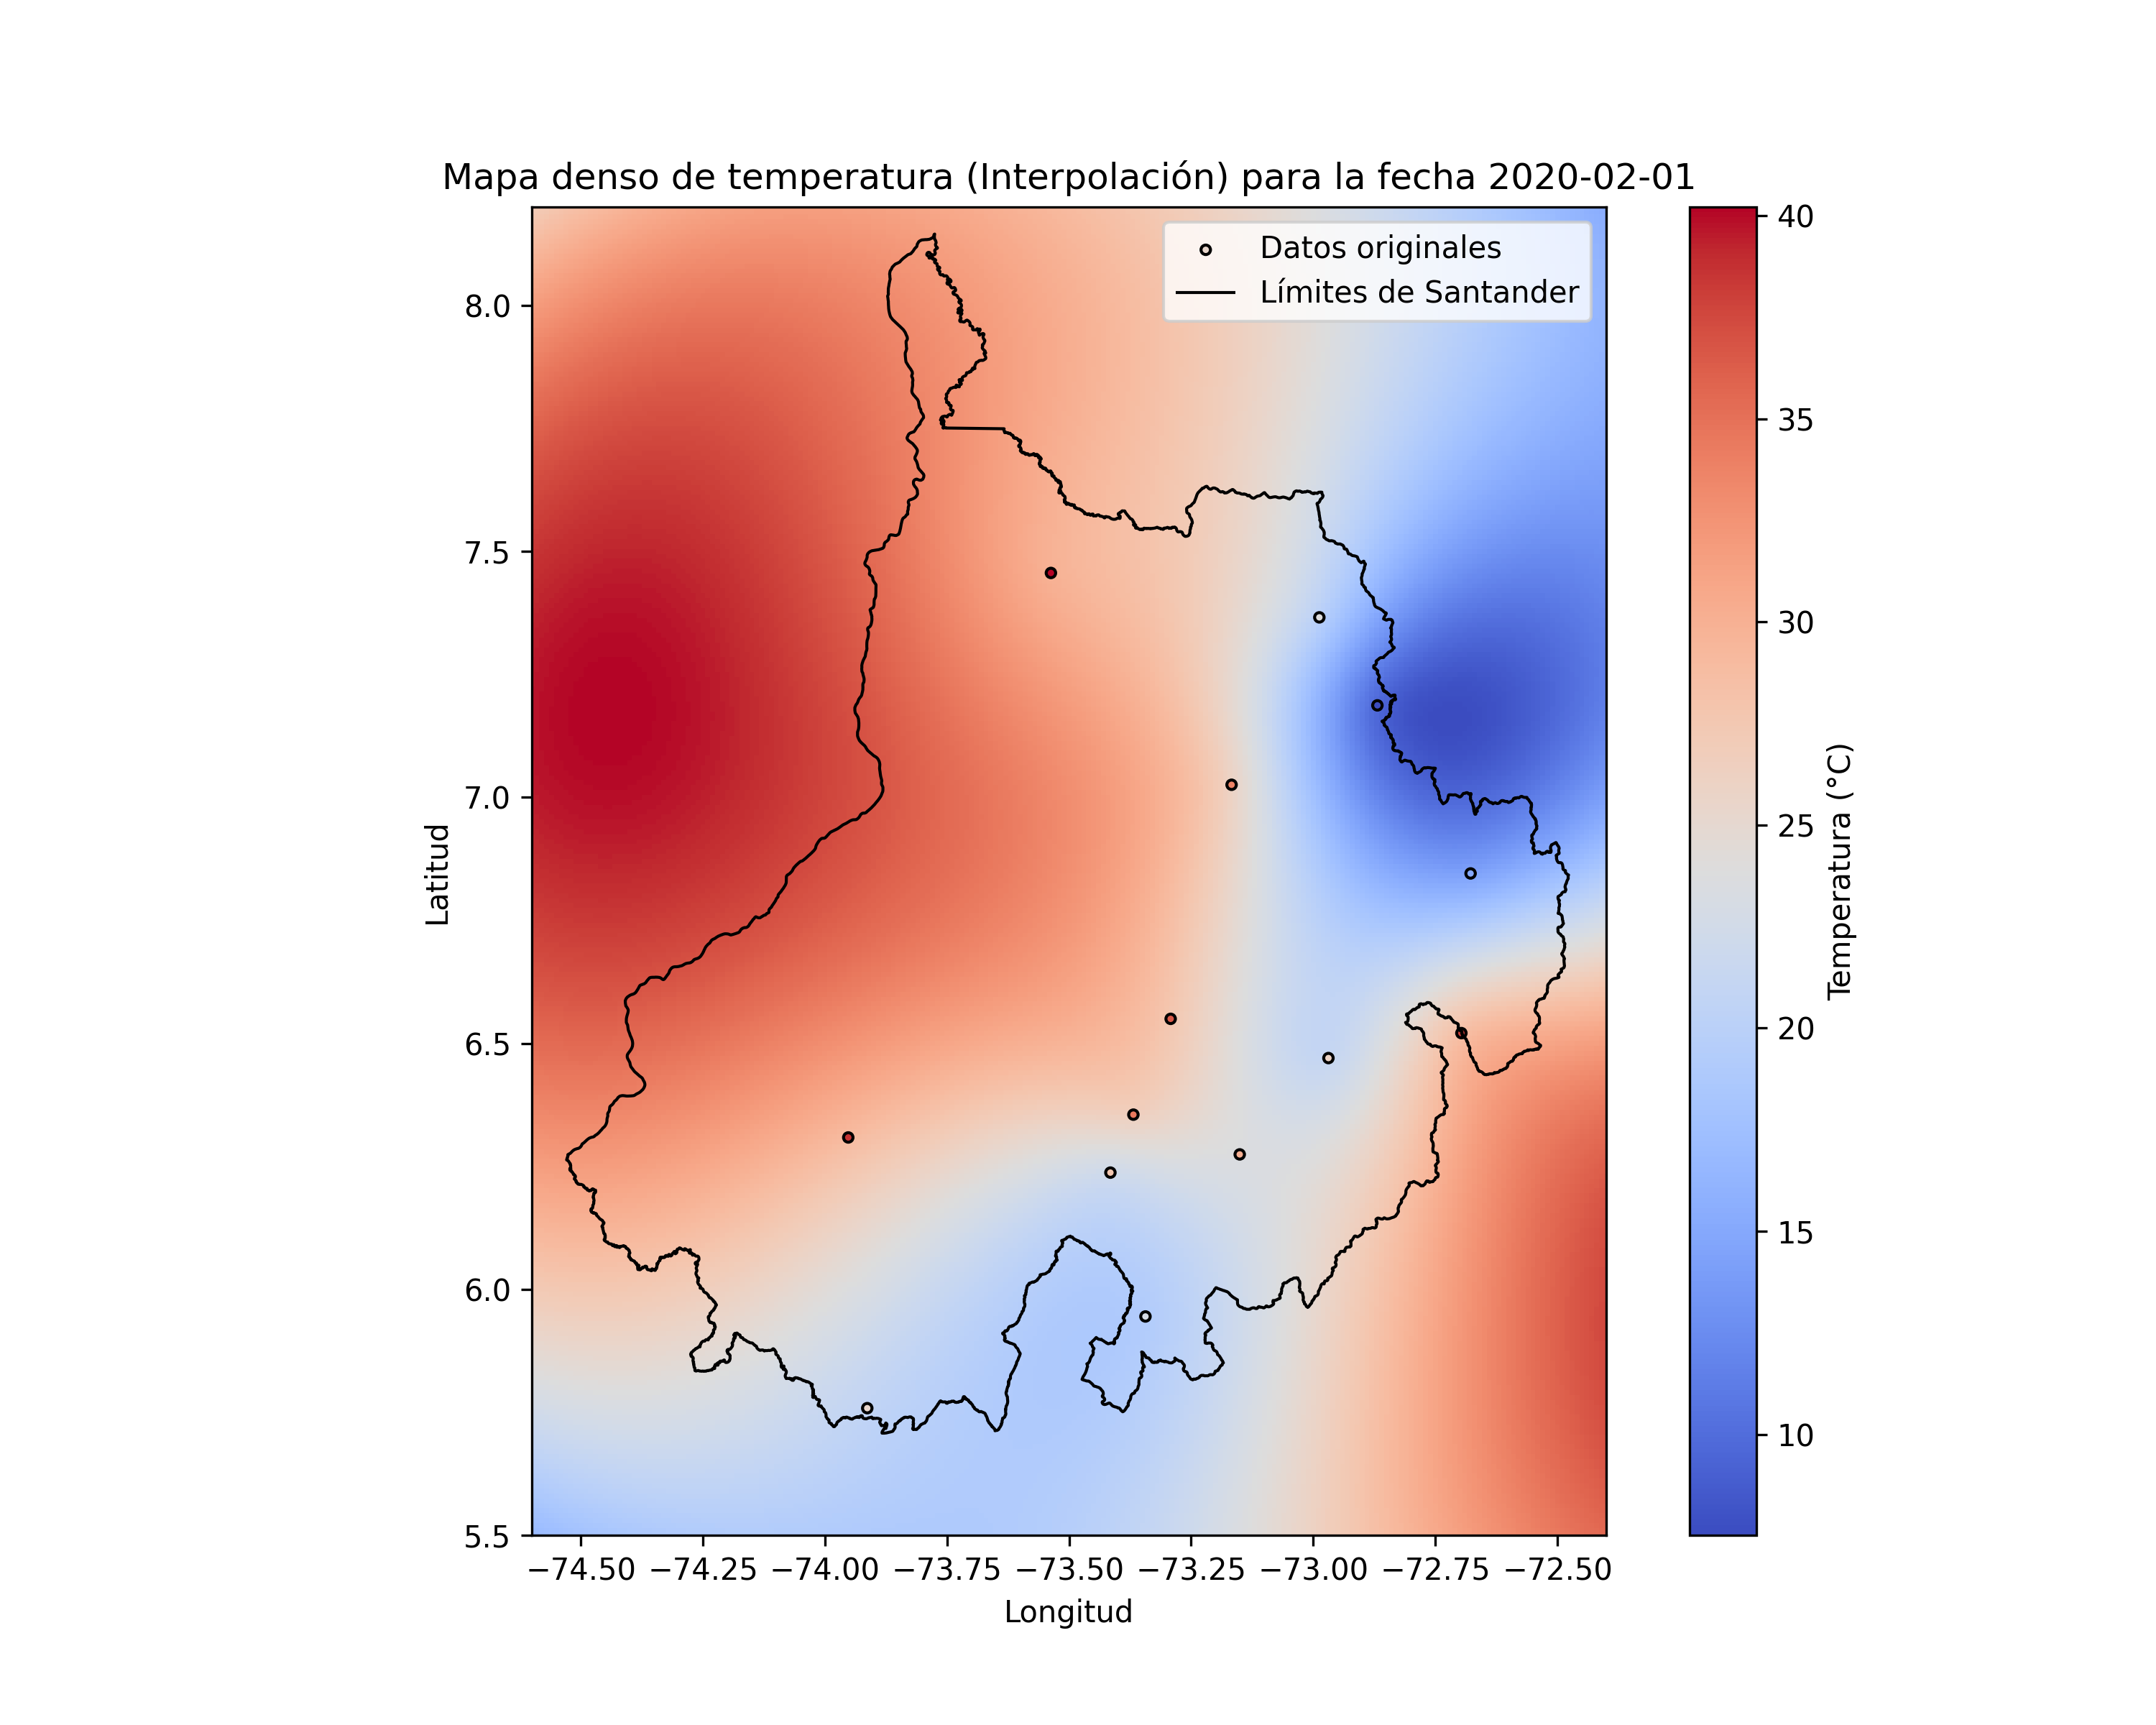 Mapa denso de temperatura (Interpolación) para la fecha 2020-02-01
Datos originales
Límites de Santander
8.0
7.5
7.0
6.5
6.0
5.5
Latitud
−74.50 −74.25 −74.00 −73.75 −73.50 −73.25 −73.00 −72.75 −72.50
Longitud
40
35
30
25
20
15
10
Temperatura (°C)